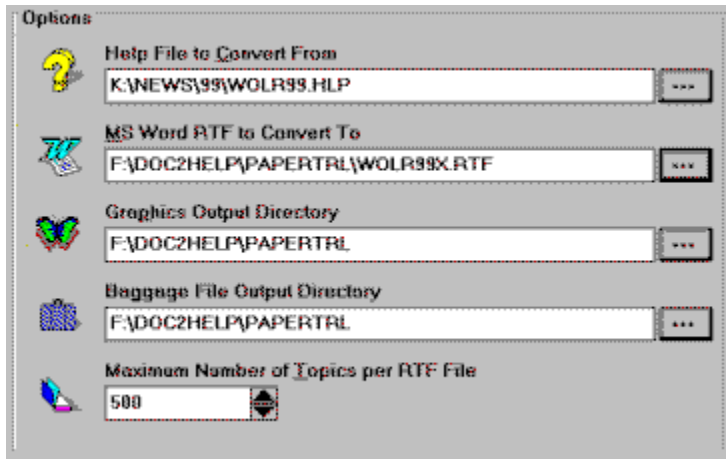 Options
Help File to Convert From
K:\NEWS\99\WOLR99.HLP
...
MS Word RTF to Convert To
F:\DOC2HELP\PAPERTRL\WOLR99X.RTF
...
Graphics Output Directory
F:\DOC2HELP\PAPERTRL
...
Baggage File Output Directory
F:\DOC2HELP\PAPERTRL
...
Maximum Number of Topics per RTF File
500